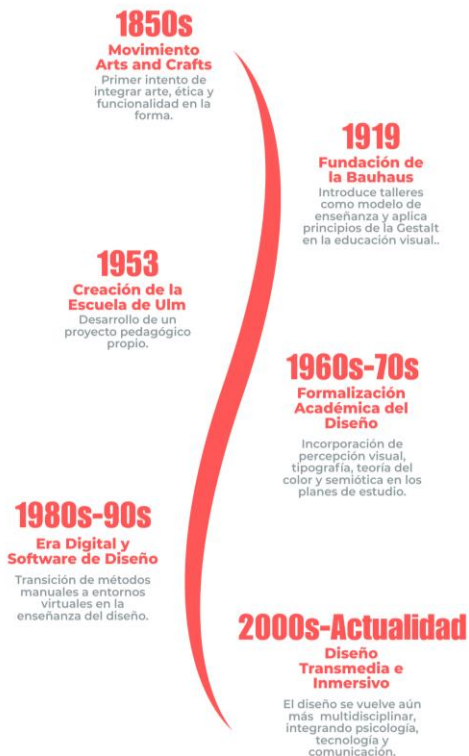 1850s
Movimiento
Arts and Crafts
Primer intento de
integrar arte, ética y
funcionalidad en la
forma.
1919
Fundación de
la Bauhaus
Introduce talleres
como modelo de
enseñanza y aplica
principios de la Gestalt
en la educación visual..
1953
Creación de la
Escuela de Ulm
Desarrollo de un
proyecto pedagógico
propio.
1960s-70s
Formalización
Académica del
Diseño
Incorporación de
percepción visual,
tipografía, teoría del
color y semiótica en los
planes de estudio.
1980s-90s
Era Digital y
Software de Diseño
Transición de métodos
manuales a entornos
virtuales en la
enseñanza del diseño.
2000s-Actualidad
Diseño
Transmedia e
Inmersivo
El diseño se vuelve aún
más multidisciplinar,
integrando psicología,
tecnología y
comunicación.